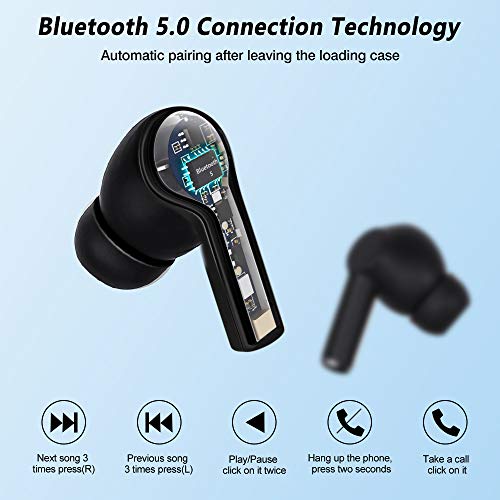 Bluetooth 5.0 Connection Technology
Automatic pairing after leaving the loading case
Bluetooth
5
Next song 3
times press(R)
Previous song
3 times press(L)
Play/Pause
click on it twice
Hang up the phone,
press two seconds
Take a call
click on it